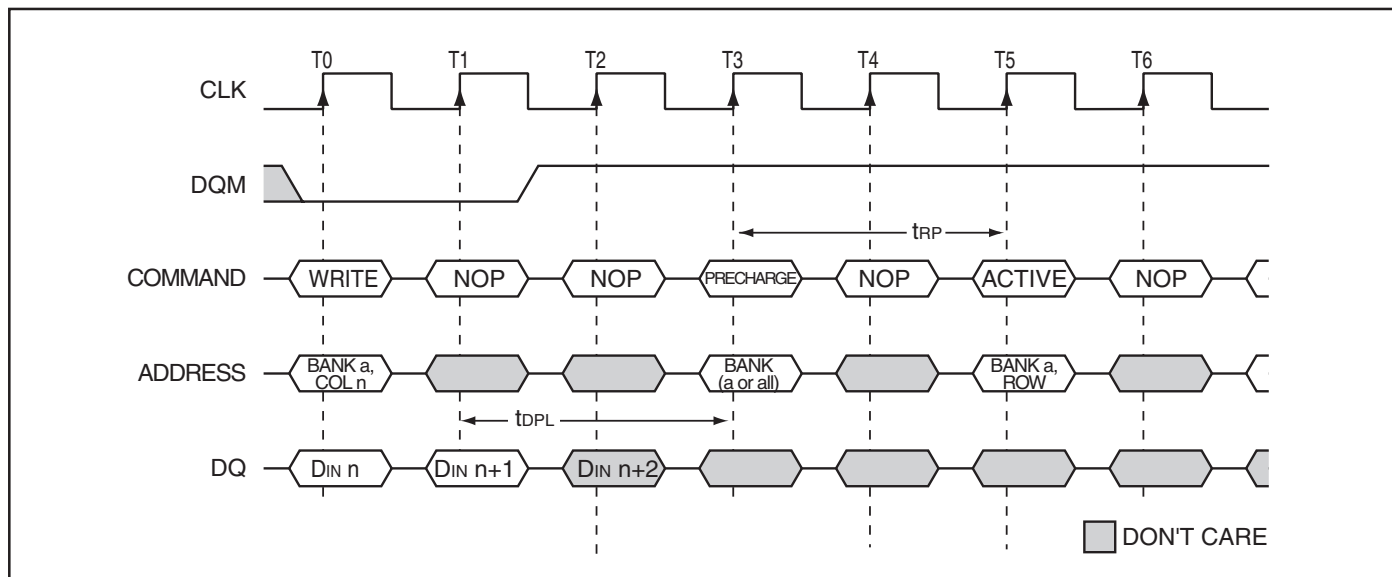 T0 T1 T2 T3 T4 T5 T6
CLK
DQM
tRP
COMMAND WRITE NOP NOP PRECHARGE NOP ACTIVE NOP
ADDRESS BANK a, COL n BANK (a or all) BANK a, ROW
tDPL
DQ DIN n DIN n+1 DIN n+2
DON'T CARE